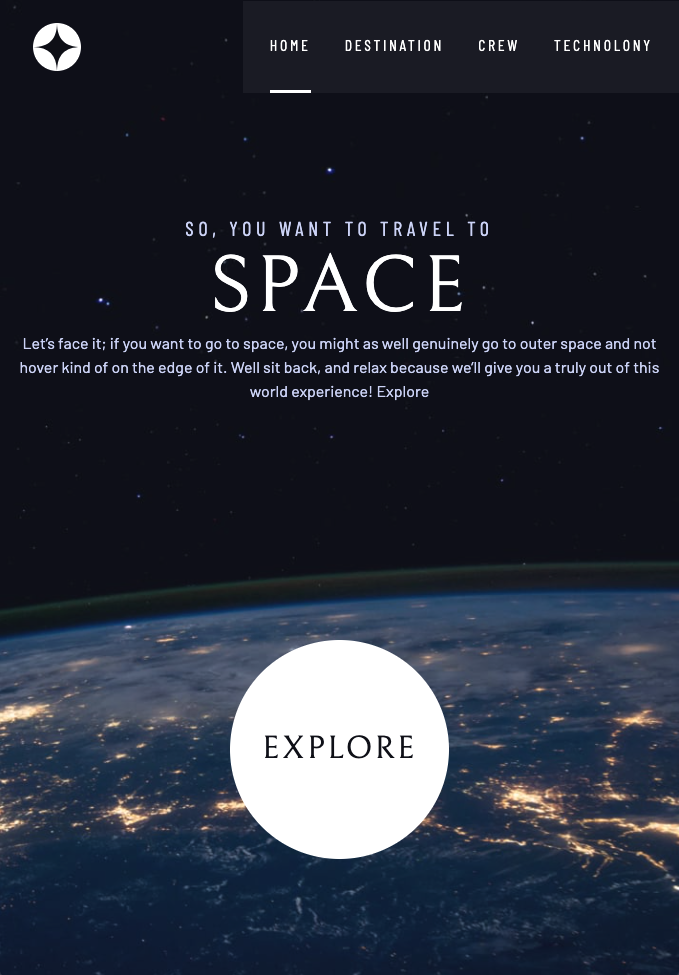 HOME DESTINATION CREW TECHNOLONY
SO, YOU WANT TO TRAVEL TO
SPACE
Let’s face it; if you want to go to space, you might as well genuinely go to outer space and not
hover kind of on the edge of it. Well sit back, and relax because we’ll give you a truly out of this
world experience! Explore
EXPLORE